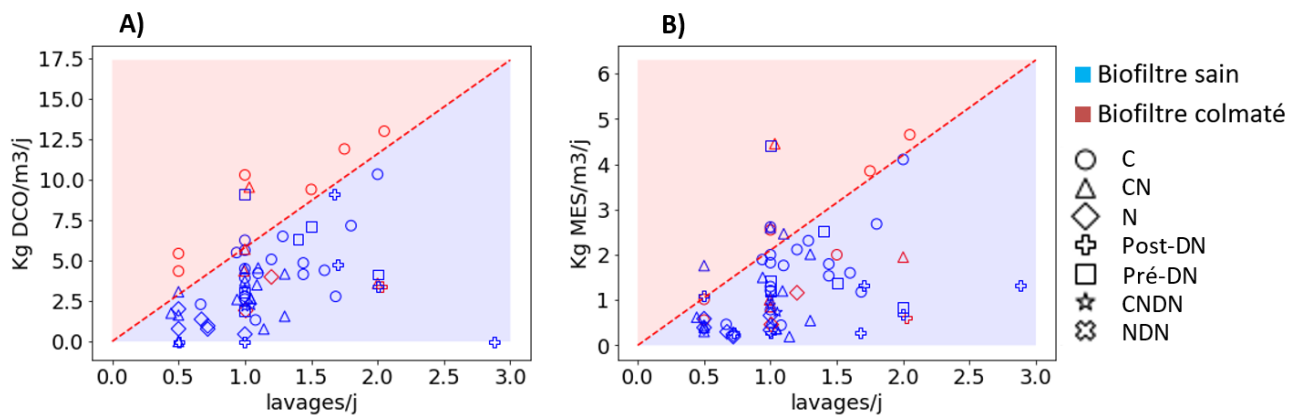 A)
17.5
15.0
12.5
10.0
7.5
5.0
2.5
0.0
Kg DCO/m3/j
0.0 0.5 1.0 1.5 2.0 2.5 3.0
lavages/j
B)
6
5
4
3
2
1
0
Kg MES/m3/j
0.0 0.5 1.0 1.5 2.0 2.5 3.0
lavages/j
Biofiltre sain
Biofiltre colmaté
C
CN
N
Post-DN
Pré-DN
CNDN
NDN